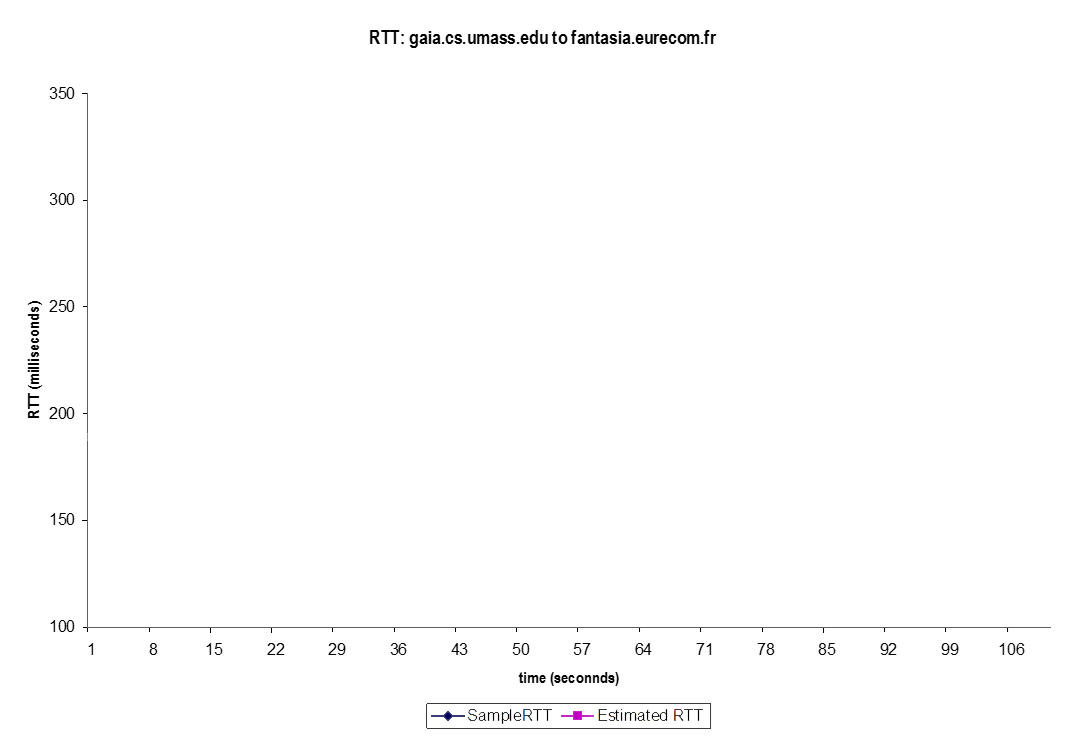 RTT: gaia.cs.umass.edu to fantasia.eurecom.fr
350
300
250
200
150
100
RTT (milliseconds)
1 8 15 22 29 36 43 50 57 64 71 78 85 92 99 106
time (seconnds)
SampleRTT Estimated RTT